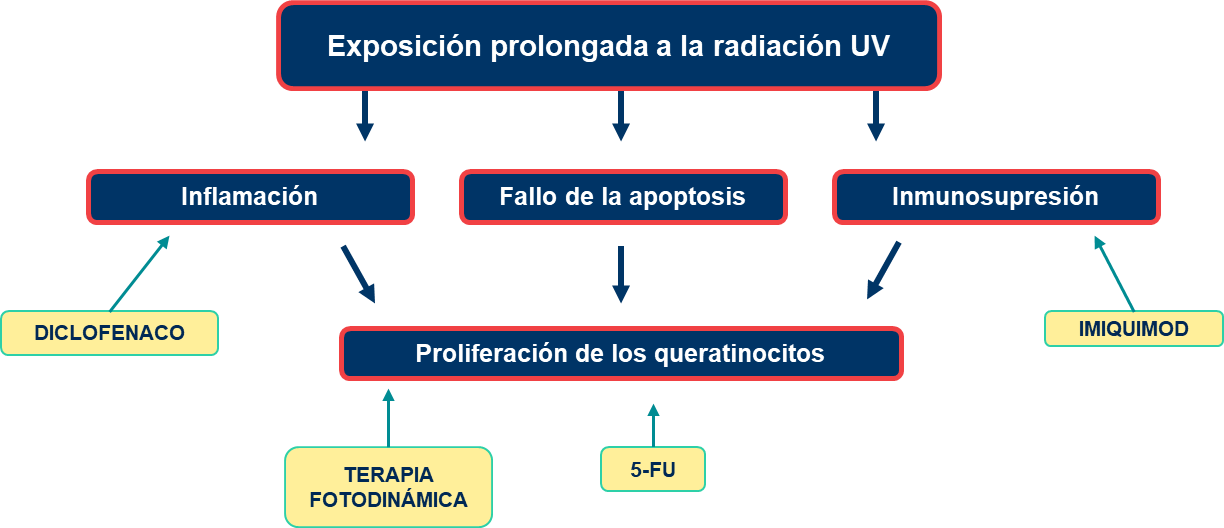 Exposición prolongada a la radiación UV
Inflamación
Fallo de la apoptosis
Inmunosupresión
DICLOFENACO
IMIQUIMOD
Proliferación de los queratinocitos
TERAPIA
FOTODINÁMICA
5-FU